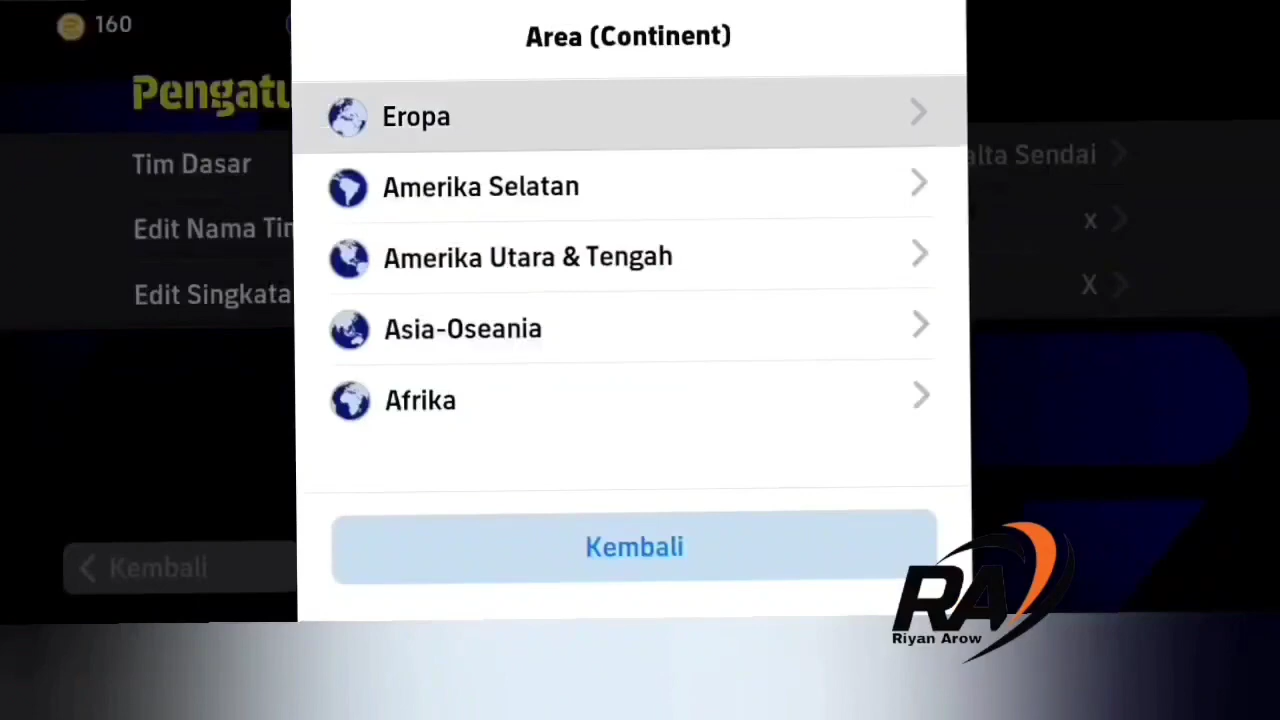 160
Area (Continent)
Pengatu
Eropa
Tim Dasar
alta Sendai
Amerika Selatan
Edit Nama Tim
x
Amerika Utara & Tengah
Edit Singkata
X
Asia-Oseania
Afrika
Kembali
Kembali
RA
Riyan Arow